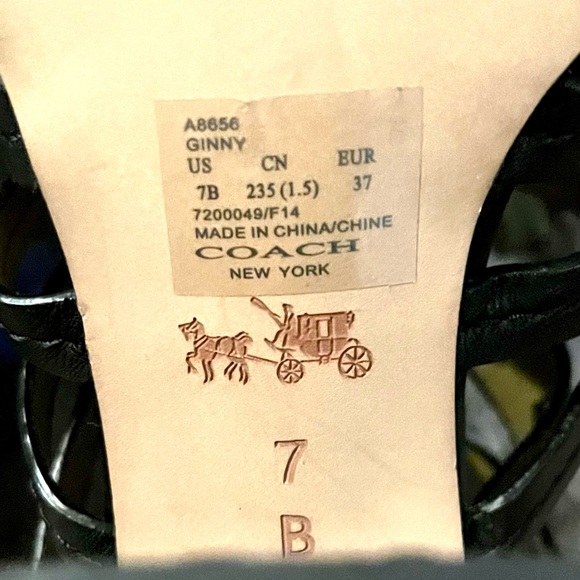 A8656
GINNY
US CN EUR
7B 235 (1.5) 37
7200049/F14
MADE IN CHINA/CHINE
COACH
NEW YORK
7
B